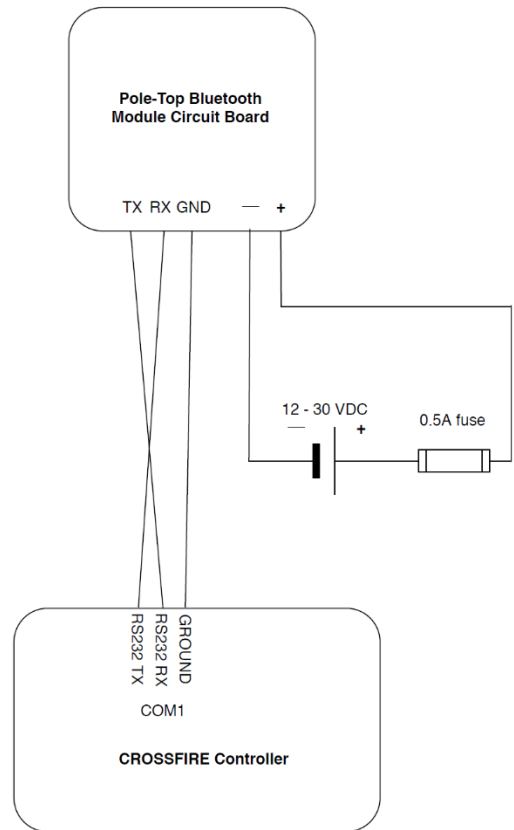 Pole-Top Bluetooth
Module Circuit Board
TX RX GND — +
12 - 30 VDC
— +
0.5A fuse
RS232 TX
RS232 RX
GROUND
COM1
CROSSFIRE Controller